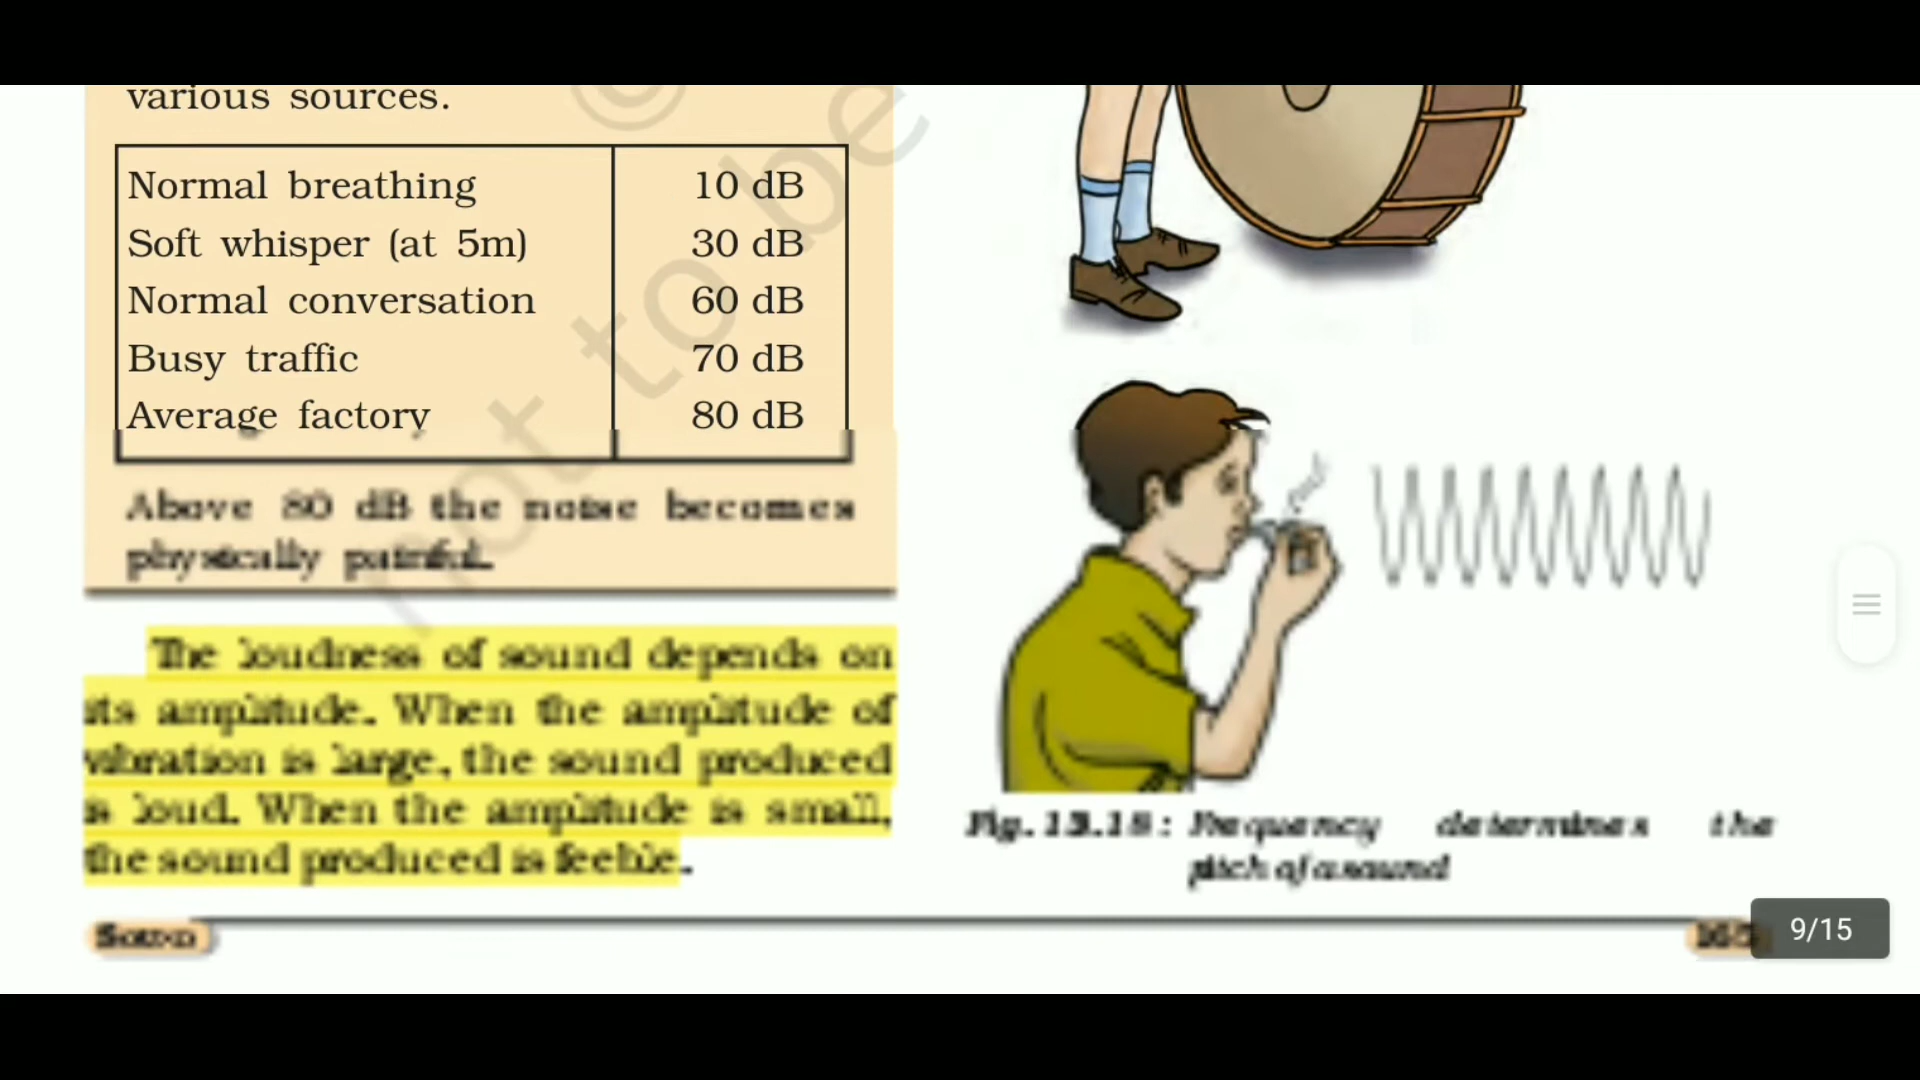 various sources.
Normal breathing 10 dB
Soft whisper (at 5m) 30 dB
Normal conversation 60 dB
Busy traffic 70 dB
Average factory 80 dB
Above 80 dB the noise becomes
physically painful.
The loudness of sound depends on
its amplitude. When the amplitude of
vibration is large, the sound produced
is loud. When the amplitude is small,
the sound produced is feeble.
Frequency determines the
pitch of a sound
Sound
9/15
©
not to be